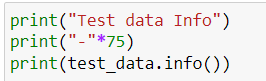 print("Test data Info")
print("-"*75)
print(test_data.info())